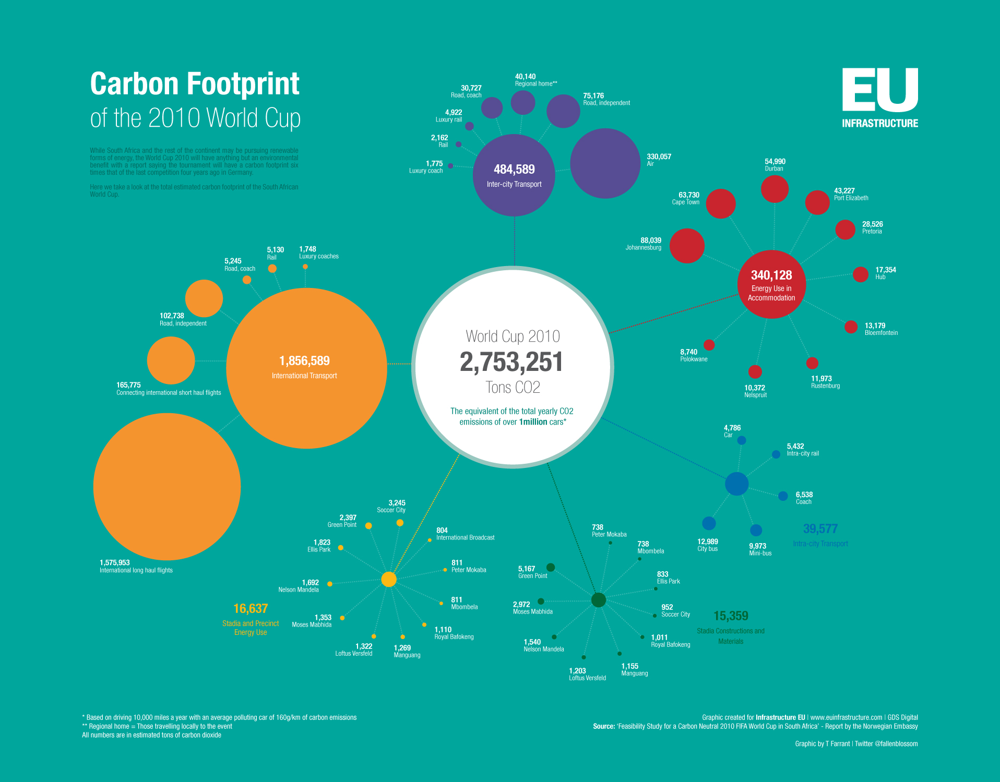 Carbon Footprint
of the 2010 World Cup
While South Africa and the rest of the continent may be pursuing renewable
forms of energy, the World Cup 2010 will have anything but an environmental
benefit with a report saying the tournament will have a carbon footprint six
times that of the last competition four years ago in Germany.
Here we take a look at the total estimated carbon footprint of the South African
World Cup.
EU
INFRASTRUCTURE
40,140
Regional home**
30,727
Road, coach
75,176
Road, independent
4,922
Luxury rail
2,162
Rail
1,775
Luxury coach
330,057
Air
484,589
Inter-city Transport
54,990
Durban
63,730
Cape Town
43,227
Port Elizabeth
28,526
Pretoria
88,039
Johannesburg
17,354
Hub
340,128
Energy Use in
Accommodation
13,179
Bloemfontein
8,740
Polokwane
11,973
Rustenburg
10,372
Nelspruit
5,130
Rail
1,748
Luxury coaches
5,245
Road, coach
102,738
Road, independent
165,775
Connecting international short haul flights
1,856,589
International Transport
1,575,953
International long haul flights
World Cup 2010
2,753,251
Tons CO2
The equivalent of the total yearly CO2
emissions of over 1million cars*
4,786
Car
5,432
Intra-city rail
6,538
Coach
12,989
City bus
9,973
Mini-bus
39,577
Intra-city Transport
3,245
Soccer City
2,397
Green Point
804
International Broadcast
1,823
Ellis Park
811
Peter Mokaba
1,692
Nelson Mandela
811
Mbombela
16,637
Stadia and Precinct
Energy Use
1,353
Moses Mabhida
1,110
Royal Bafokeng
1,322
Loftus Versfeld
1,269
Manguang
738
Peter Mokaba
738
Mbombela
5,167
Green Point
833
Ellis Park
2,972
Moses Mabhida
952
Soccer City
15,359
Stadia Constructions and
Materials
1,540
Nelson Mandela
1,011
Royal Bafokeng
1,203
Loftus Versfeld
1,155
Manguang
* Based on driving 10,000 miles a year with an average polluting car of 160g/km of carbon emissions
** Regional home = Those travelling locally to the event
All numbers are in estimated tons of carbon dioxide
Graphic created for Infrastructure EU | www.euinfrastructure.com | GDS Digital
Source: 'Feasibility Study for a Carbon Neutral 2010 FIFA World Cup in South Africa' - Report by the Norwegian Embassy
Graphic by T Farrant | Twitter @fallenblossom